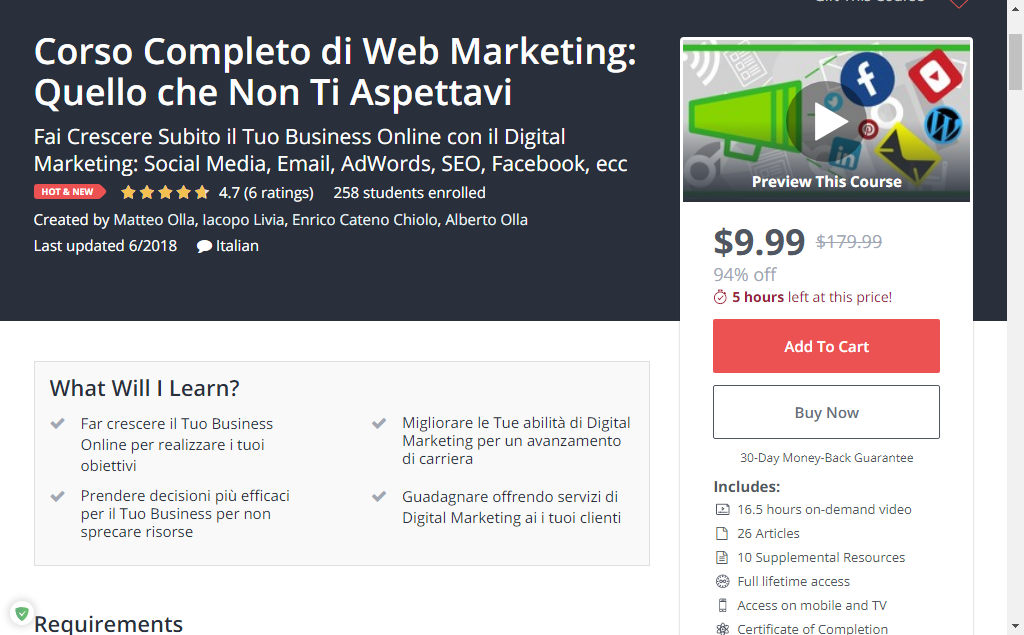 Corso Completo di Web Marketing:
Quello che Non Ti Aspettavi
Fai Crescere Subito il Tuo Business Online con il Digital
Marketing: Social Media, Email, AdWords, SEO, Facebook, ecc
HOT & NEW 4.7 (6 ratings) 258 students enrolled
Created by Matteo Olla, Iacopo Livia, Enrico Cateno Chiolo, Alberto Olla
Last updated 6/2018 Italian
Preview This Course
$9.99 $179.99
94% off
5 hours left at this price!
Add To Cart
Buy Now
30-Day Money-Back Guarantee
Includes:
16.5 hours on-demand video
26 Articles
10 Supplemental Resources
Full lifetime access
Access on mobile and TV
Certificate of Completion
What Will I Learn?
Far crescere il Tuo Business
Online per realizzare i tuoi
obiettivi
Migliorare le Tue abilità di Digital
Marketing per un avanzamento
di carriera
Prendere decisioni più efficaci
per il Tuo Business per non
sprecare risorse
Guadagnare offrendo servizi di
Digital Marketing ai i tuoi clienti
Requirements